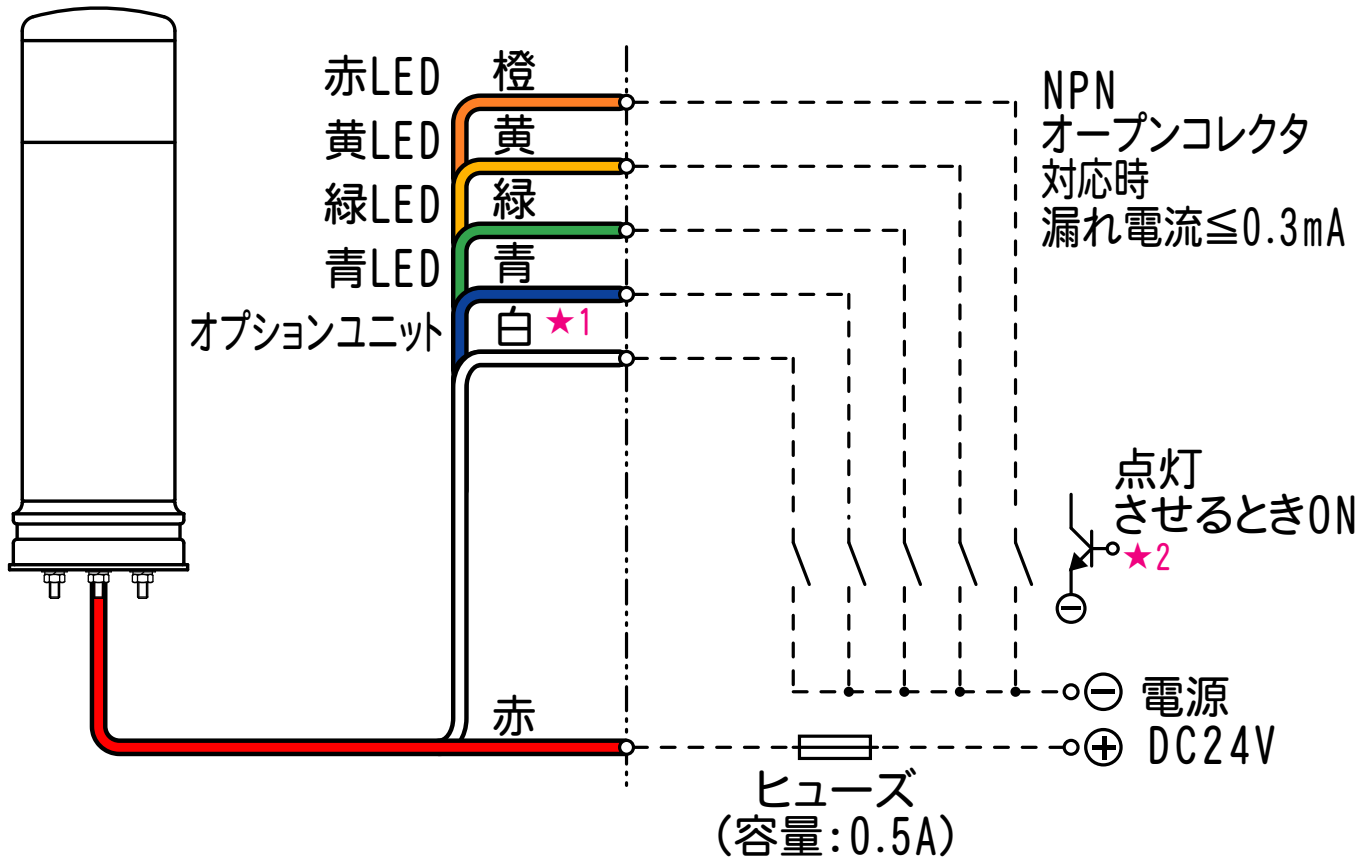 赤LED 橙
黄LED 黄
緑LED 緑
青LED 青
オプションユニット 白 ★1
赤
NPN
オープンコレクタ
対応時
漏れ電流≦0.3mA
点灯
させるときON
★2
⊖ 電源
⊕ DC24V
ヒューズ
(容量:0.5A)